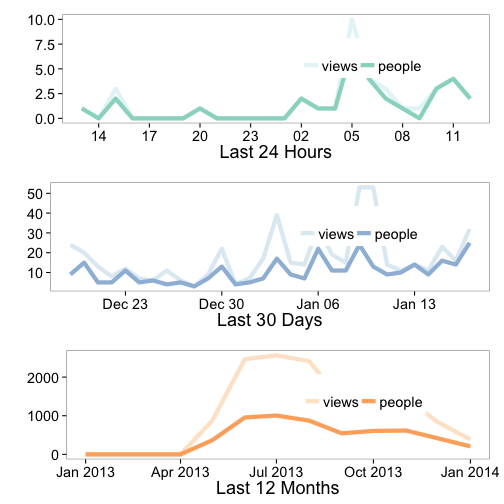 10.0
7.5
5.0
2.5
0.0
views people
14 17 20 23 02 05 08 11
Last 24 Hours
50
40
30
20
10
views people
Dec 23 Dec 30 Jan 06 Jan 13
Last 30 Days
2000
1000
0
views people
Jan 2013 Apr 2013 Jul 2013 Oct 2013 Jan 2014
Last 12 Months